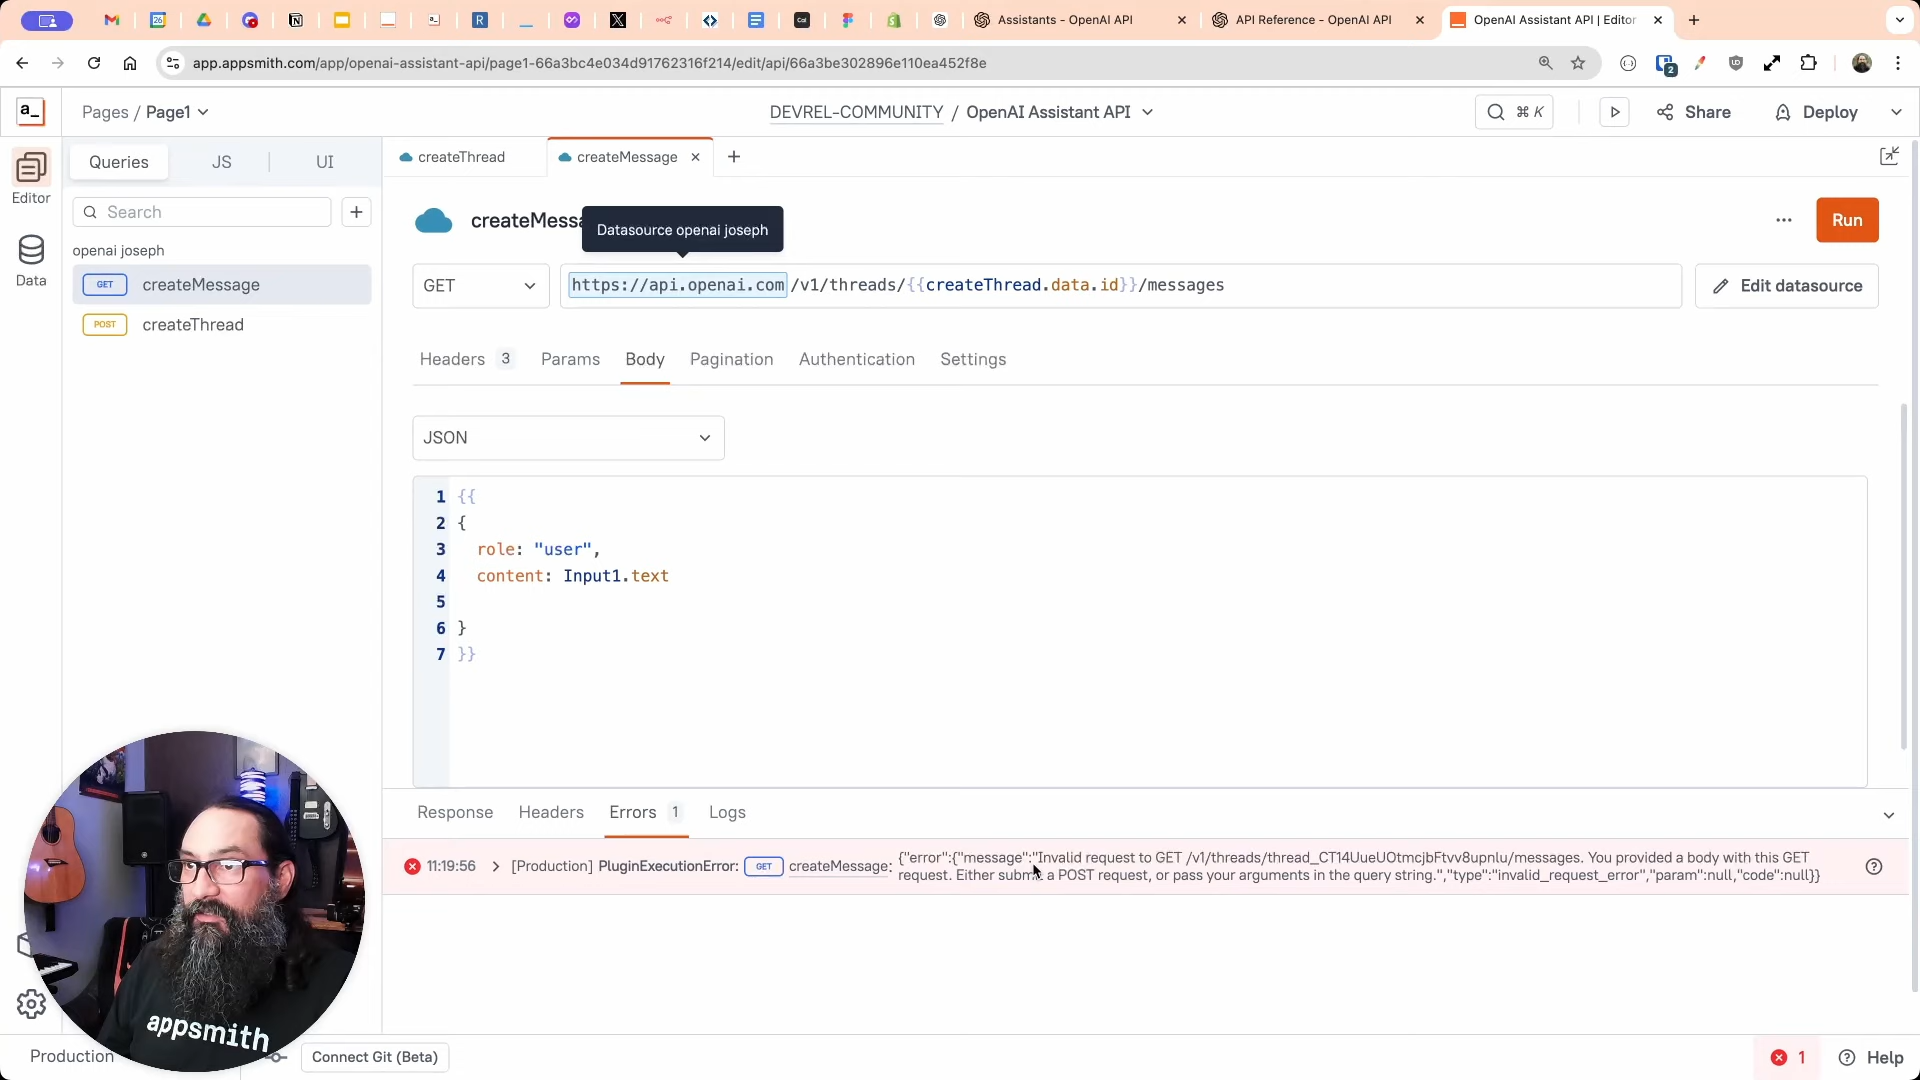 Assistants - OpenAI API
API Reference - OpenAI API
OpenAI Assistant API | Editor
app.appsmith.com/app/openai-assistant-api/page1-66a3bc4e034d91762316f214/edit/api/66a3be302896e110ea452f8e
2
a_
Pages / Page1
DEVREL-COMMUNITY / OpenAI Assistant API
⌘ K
Share
Deploy
Editor
Data
Queries
JS
UI
Search
openai joseph
GET createMessage
POST createThread
createThread
createMessage
createMessa
Datasource openai joseph
Run
GET
https://api.openai.com/v1/threads/{{createThread.data.id}}/messages
Edit datasource
Headers 3
Params
Body
Pagination
Authentication
Settings
JSON
1 {{
2 {
3 role: "user",
4 content: Input1.text
5
6 }
7 }}
Response
Headers
Errors 1
Logs
11:19:56 [Production] PluginExecutionError: GET createMessage: {"error":{"message":"Invalid request to GET /v1/threads/thread_CT14UueUOtmcjbFtvv8upnlu/messages. You provided a body with this GET
request. Either submit a POST request, or pass your arguments in the query string.","type":"invalid_request_error","param":null,"code":null}}
appsmith
Production
Connect Git (Beta)
1
Help